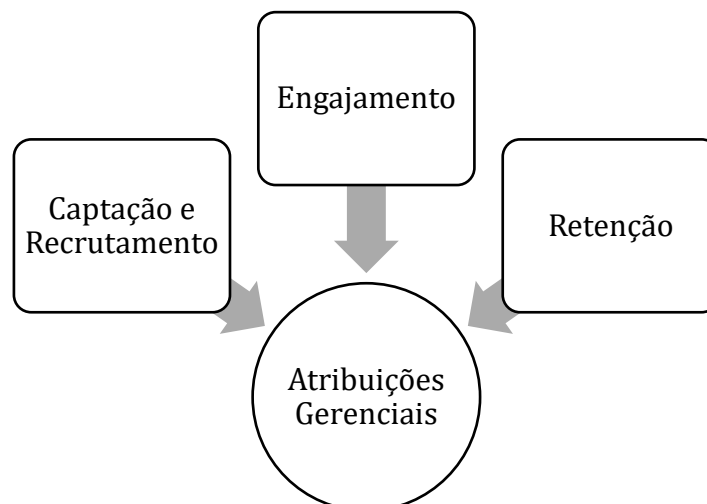 Engajamento
Captação e
Recrutamento
Retenção
Atribuições
Gerenciais